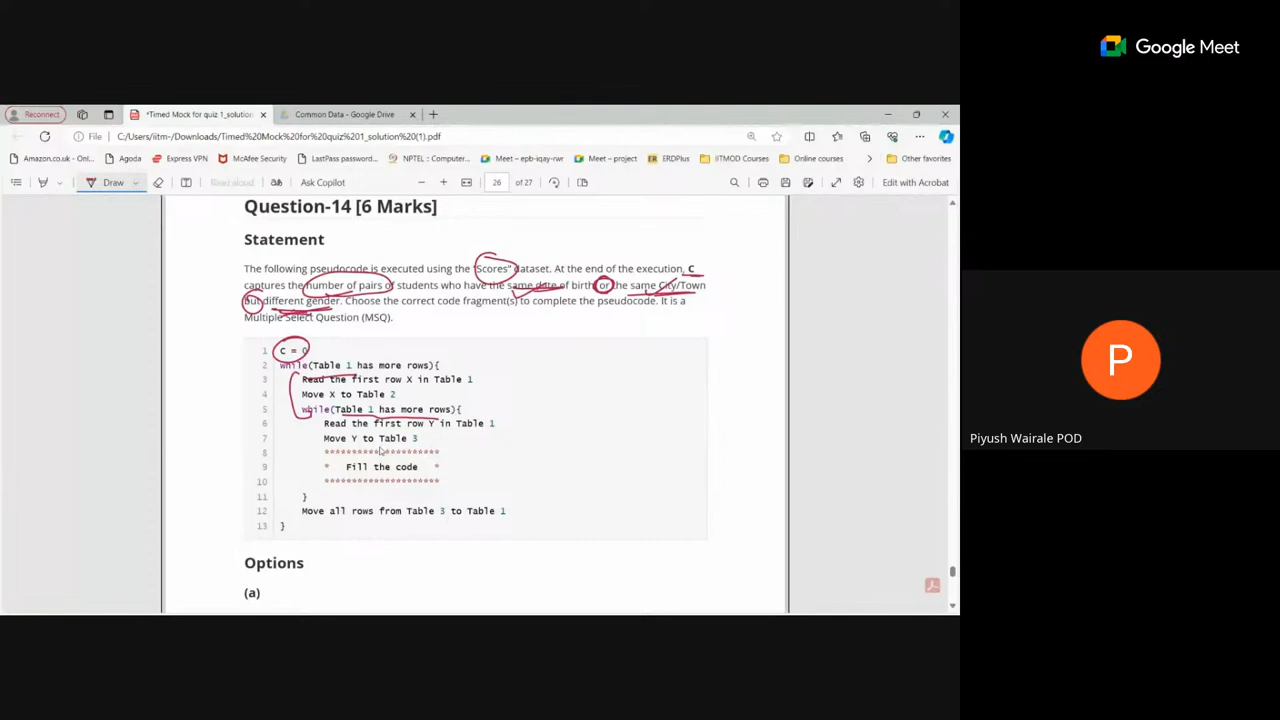 Google Meet
Reconnect
*Timed Mock for quiz 1_solution
Common Data - Google Drive
File
C:/Users/iitm-/Downloads/Timed%20Mock%20for%20quiz%201_solution%20(1).pdf
Amazon.co.uk - Onl...
Agoda
Express VPN
McAfee Security
LastPass password...
NPTEL : Computer...
Meet – epb-iqay-rwr
Meet – project
ERDPlus
IITMOD Courses
Online courses
Other favorites
Draw
Read aloud
Ask Copilot
26 of 27
Edit with Acrobat
Question-14 [6 Marks]
Statement
The following pseudocode is executed using the "Scores" dataset. At the end of the execution, C
captures the number of pairs of students who have the same date of birth or the same City/Town
but different gender. Choose the correct code fragment(s) to complete the pseudocode. It is a
Multiple Select Question (MSQ).
1 C = 0
2 while(Table 1 has more rows){
3 Read the first row X in Table 1
4 Move X to Table 2
5 while(Table 1 has more rows){
6 Read the first row Y in Table 1
7 Move Y to Table 3
8 *********************
9 * Fill the code *
10 *********************
11 }
12 Move all rows from Table 3 to Table 1
13 }
Options
(a)
P
Piyush Wairale POD